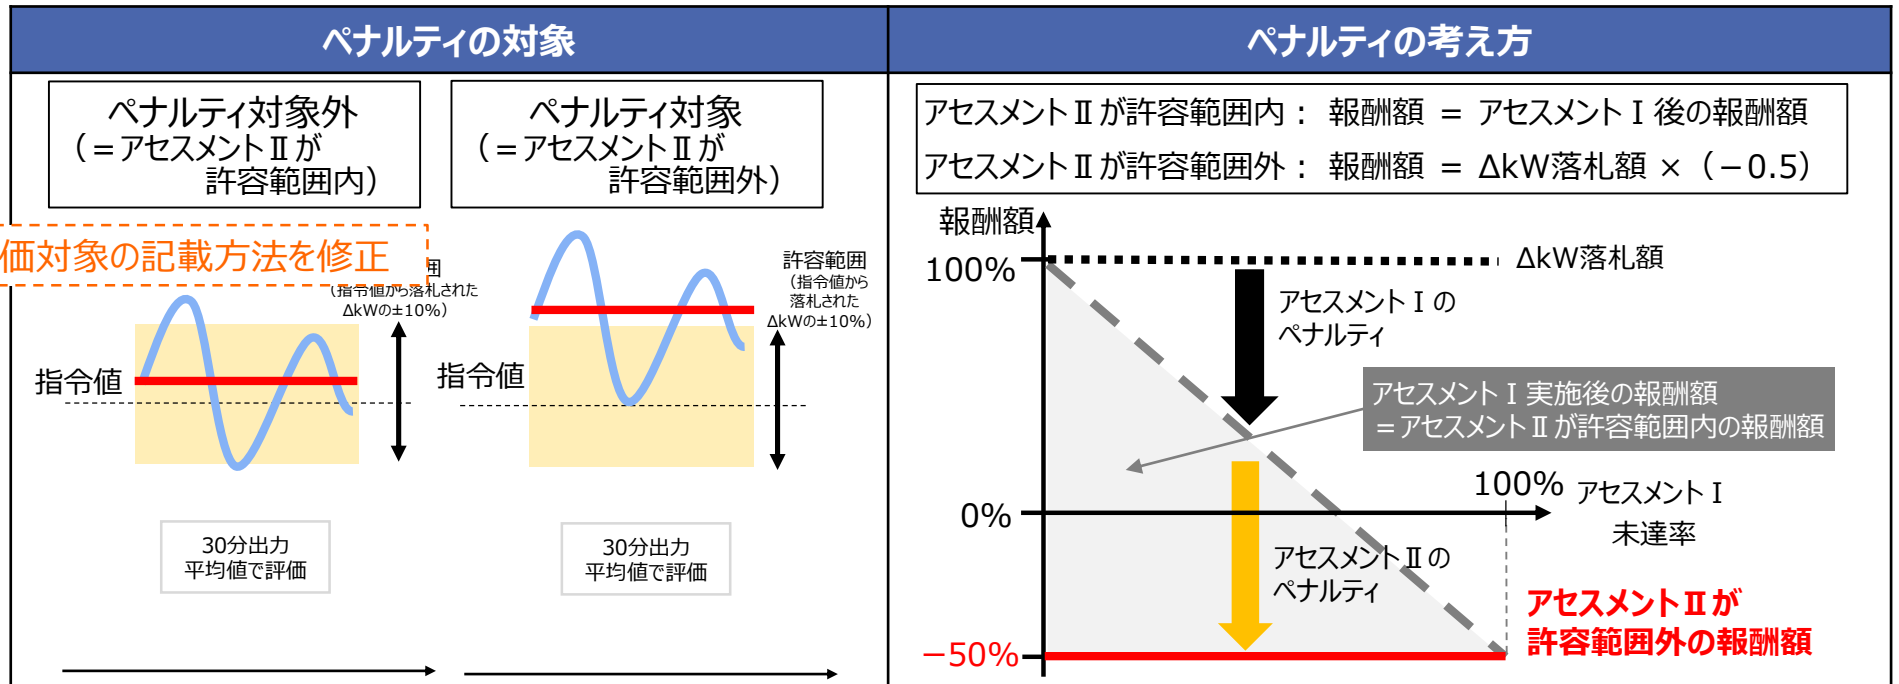 ペナルティの対象
ペナルティ対象外
(=アセスメントⅡが
許容範囲内)
ペナルティ対象
(=アセスメントⅡが
許容範囲外)
価対象の記載方法を修正
囲
(指令値から落札された
ΔkWの±10%)
指令値
30分出力
平均値で評価
許容範囲
(指令値から
落札された
ΔkWの±10%)
指令値
30分出力
平均値で評価
ペナルティの考え方
アセスメントⅡが許容範囲内: 報酬額 = アセスメントⅠ後の報酬額
アセスメントⅡが許容範囲外: 報酬額 = ΔkW落札額 × (-0.5)
報酬額
100%
ΔkW落札額
アセスメントⅠの
ペナルティ
アセスメントⅠ実施後の報酬額
=アセスメントⅡが許容範囲内の報酬額
100%
アセスメントⅠ
未達率
0%
アセスメントⅡの
ペナルティ
アセスメントⅡが
許容範囲外の報酬額
-50%